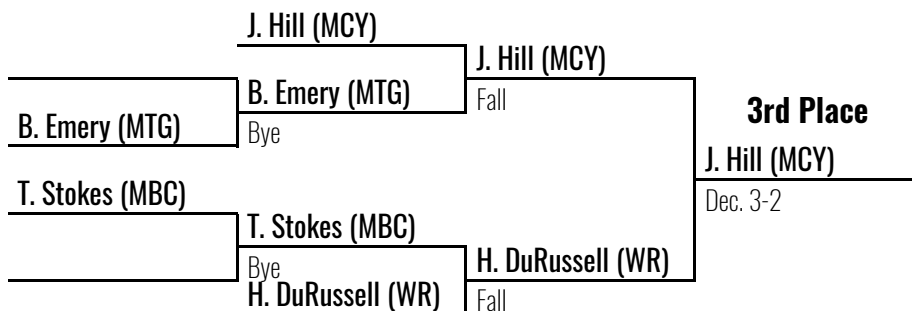 J. Hill (MCY)
J. Hill (MCY)
B. Emery (MTG)
Fall
3rd Place
B. Emery (MTG)
Bye
J. Hill (MCY)
T. Stokes (MBC)
Dec. 3-2
T. Stokes (MBC)
Bye
H. DuRussell (WR)
H. DuRussell (WR)
Fall